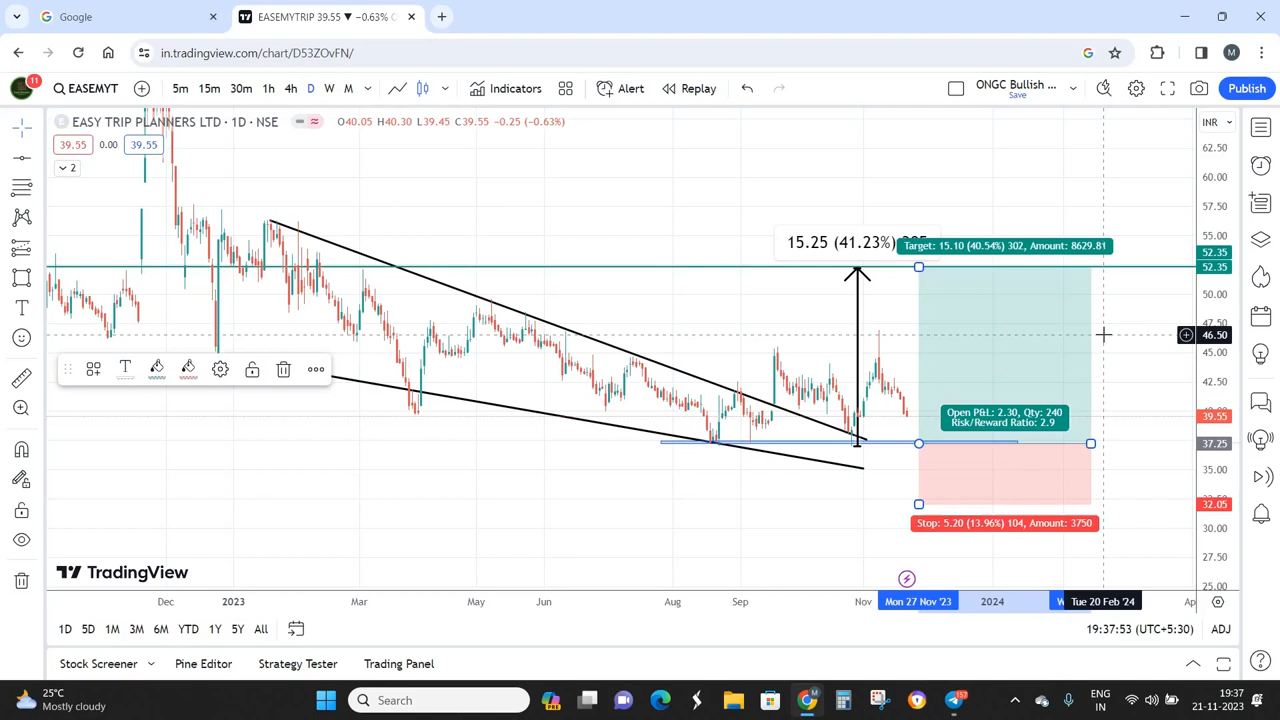 Google
EASEMYTRIP 39.55 ▼ −0.63%
in.tradingview.com/chart/D53ZOvFN/
M
11
EASEMYT
5m 15m 30m 1h 4h D W M
Indicators
Alert
Replay
ONGC Bullish ...
Save
Publish
EASY TRIP PLANNERS LTD · 1D · NSE
O40.05 H40.30 L39.45 C39.55 −0.25 (−0.63%)
INR
39.55 0.00 39.55
2
62.50
60.00
57.50
55.00
52.35
52.35
50.00
47.50
46.50
45.00
42.50
39.55
37.25
35.00
32.05
30.00
27.50
25.00
15.25 (41.23%)
Target: 15.10 (40.54%) 302, Amount: 8629.81
Open P&L: 2.30, Qty: 240
Risk/Reward Ratio: 2.9
Stop: 5.20 (13.96%) 104, Amount: 3750
TradingView
Dec 2023 Mar May Jun Aug Sep Nov Mon 27 Nov '23 2024 Tue 20 Feb '24
1D 5D 1M 3M 6M YTD 1Y 5Y All
19:37:53 (UTC+5:30) ADJ
Stock Screener Pine Editor Strategy Tester Trading Panel
25°C
Mostly cloudy
Search
PRE
157
ENG
IN
19:37
21-11-2023